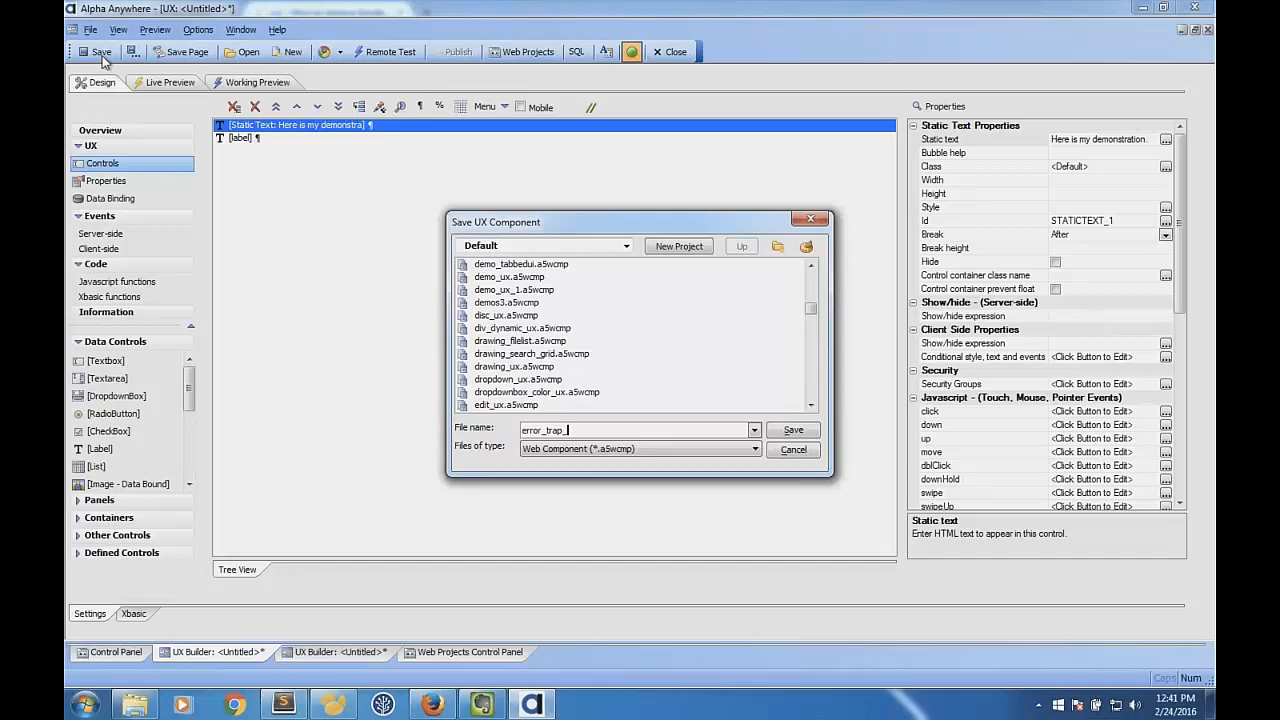 Alpha Anywhere - [UX: <Untitled>*]
File View Preview Options Window Help
Save Save Page Open New Remote Test Publish Web Projects SQL Close
Design Live Preview Working Preview
Menu Mobile
Properties
Overview
UX
Controls
Properties
Data Binding
Events
Server-side
Client-side
Code
Javascript functions
Xbasic functions
Information
Data Controls
[Textbox]
[Textarea]
[DropdownBox]
[RadioButton]
[CheckBox]
[Label]
[List]
[Image - Data Bound]
Panels
Containers
Other Controls
Defined Controls
[Static Text: Here is my demonstra] ¶
[label] ¶
Save UX Component
Default New Project Up
demo_tabbedui.a5wcmp
demo_ux.a5wcmp
demo_ux_1.a5wcmp
demos3.a5wcmp
disc_ux.a5wcmp
div_dynamic_ux.a5wcmp
drawing_filelist.a5wcmp
drawing_search_grid.a5wcmp
drawing_ux.a5wcmp
dropdown_ux.a5wcmp
dropdownbox_color_ux.a5wcmp
edit_ux.a5wcmp
File name: error_trap_ Save
Files of type: Web Component (*.a5wcmp) Cancel
Static Text Properties
Static text Here is my demonstration.
Bubble help
Class <Default>
Width
Height
Style
Id STATICTEXT_1
Break After
Break height
Hide
Control container class name
Control container prevent float
Show/hide - (Server-side)
Show/hide expression
Client Side Properties
Show/hide expression
Conditional style, text and events <Click Button to Edit>
Security
Security Groups <Click Button to Edit>
Javascript - (Touch, Mouse, Pointer Events)
click <Click Button to Edit>
down <Click Button to Edit>
up <Click Button to Edit>
move <Click Button to Edit>
dblClick <Click Button to Edit>
downHold <Click Button to Edit>
swipe <Click Button to Edit>
swipeUp <Click Button to Edit>
Static text
Enter HTML text to appear in this control.
Tree View
Settings Xbasic
Control Panel UX Builder: <Untitled>* UX Builder: <Untitled>* Web Projects Control Panel
Caps Num
12:41 PM
2/24/2016